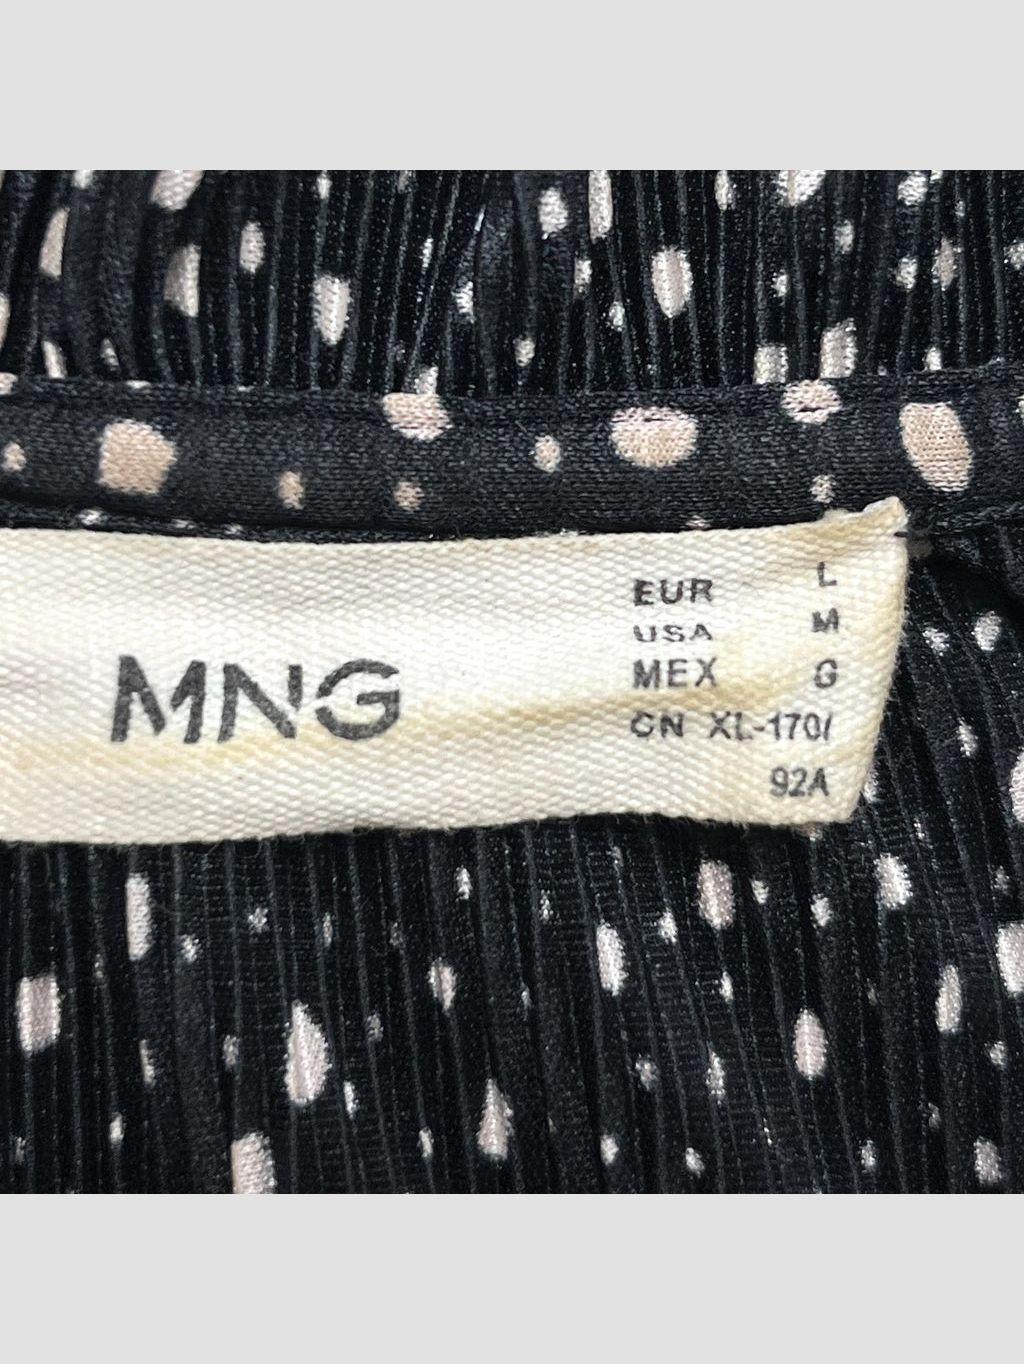 MNG
EUR L
USA M
MEX G
CN XL-170/
92A